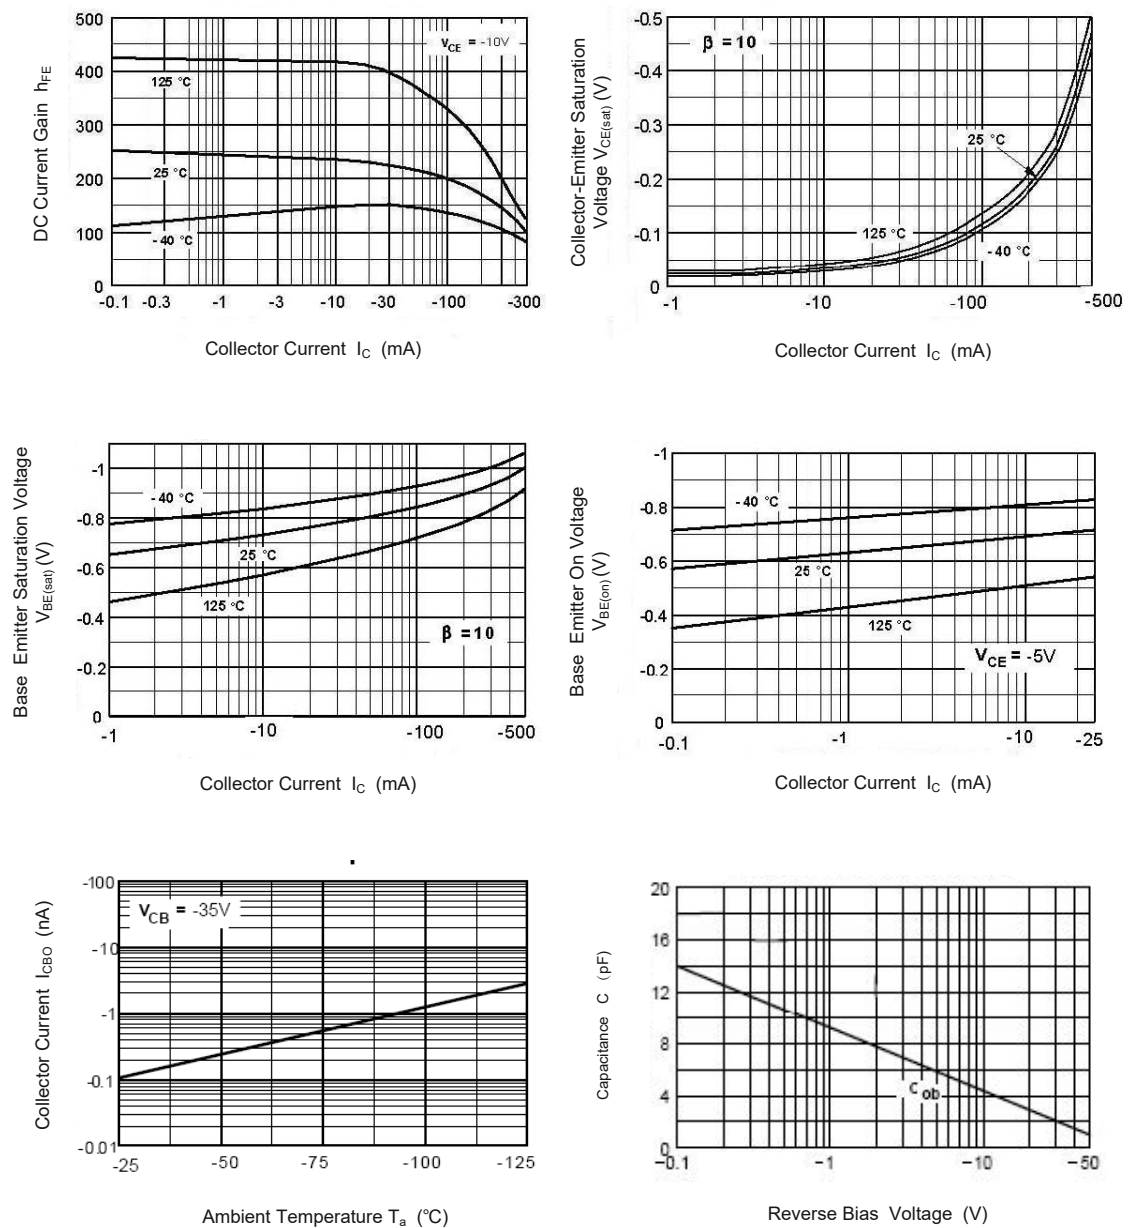 500
400
300
200
100
0
DC Current Gain hFE
VCE = -10V
125 °C
25 °C
- 40 °C
-0.1 -0.3 -1 -3 -10 -30 -100 -300
Collector Current IC (mA)
-0.5
-0.4
-0.3
-0.2
-0.1
0
Collector-Emitter Saturation
Voltage VCE(sat) (V)
β = 10
25 °C
125 °C
- 40 °C
-1 -10 -100 -500
Collector Current IC (mA)
-1
-0.8
-0.6
-0.4
-0.2
0
Base Emitter Saturation Voltage
VBE(sat) (V)
- 40 °C
25 °C
125 °C
β = 10
-1 -10 -100 -500
Collector Current IC (mA)
-1
-0.8
-0.6
-0.4
-0.2
0
Base Emitter On Voltage
VBE(on) (V)
- 40 °C
25 °C
125 °C
VCE = -5V
-0.1 -1 -10 -25
Collector Current IC (mA)
-100
-10
-1
-0.1
-0.01
Collector Current ICBO (nA)
VCB = -35V
-25 -50 -75 -100 -125
Ambient Temperature Ta (℃)
20
16
12
8
4
0
Capacitance C (pF)
Cob
-0.1 -1 -10 -50
Reverse Bias Voltage (V)